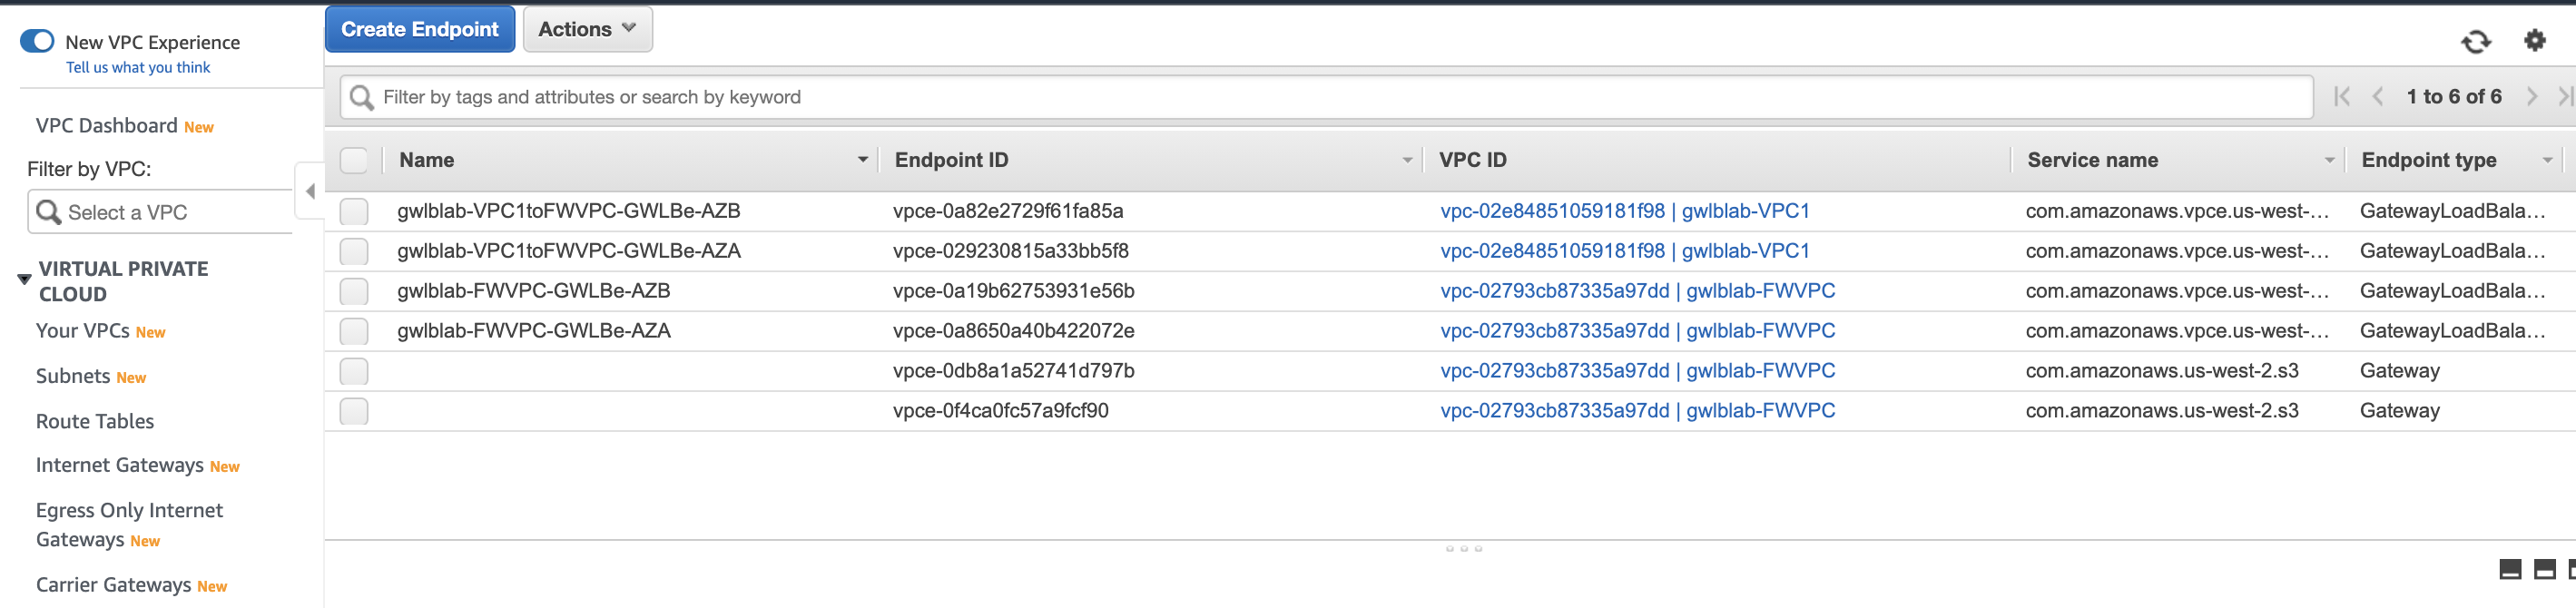 New VPC Experience
Tell us what you think
VPC Dashboard New
Filter by VPC:
Select a VPC
VIRTUAL PRIVATE
CLOUD
Your VPCs New
Subnets New
Route Tables
Internet Gateways New
Egress Only Internet
Gateways New
Carrier Gateways New
Create Endpoint Actions
Filter by tags and attributes or search by keyword 1 to 6 of 6
Name Endpoint ID VPC ID Service name Endpoint type
gwlblab-VPC1toFWVPC-GWLBe-AZB vpce-0a82e2729f61fa85a vpc-02e84851059181f98 | gwlblab-VPC1 com.amazonaws.vpce.us-west-... GatewayLoadBala...
gwlblab-VPC1toFWVPC-GWLBe-AZA vpce-029230815a33bb5f8 vpc-02e84851059181f98 | gwlblab-VPC1 com.amazonaws.vpce.us-west-... GatewayLoadBala...
gwlblab-FWVPC-GWLBe-AZB vpce-0a19b62753931e56b vpc-02793cb87335a97dd | gwlblab-FWVPC com.amazonaws.vpce.us-west-... GatewayLoadBala...
gwlblab-FWVPC-GWLBe-AZA vpce-0a8650a40b422072e vpc-02793cb87335a97dd | gwlblab-FWVPC com.amazonaws.vpce.us-west-... GatewayLoadBala...
vpce-0db8a1a52741d797b vpc-02793cb87335a97dd | gwlblab-FWVPC com.amazonaws.us-west-2.s3 Gateway
vpce-0f4ca0fc57a9fcf90 vpc-02793cb87335a97dd | gwlblab-FWVPC com.amazonaws.us-west-2.s3 Gateway